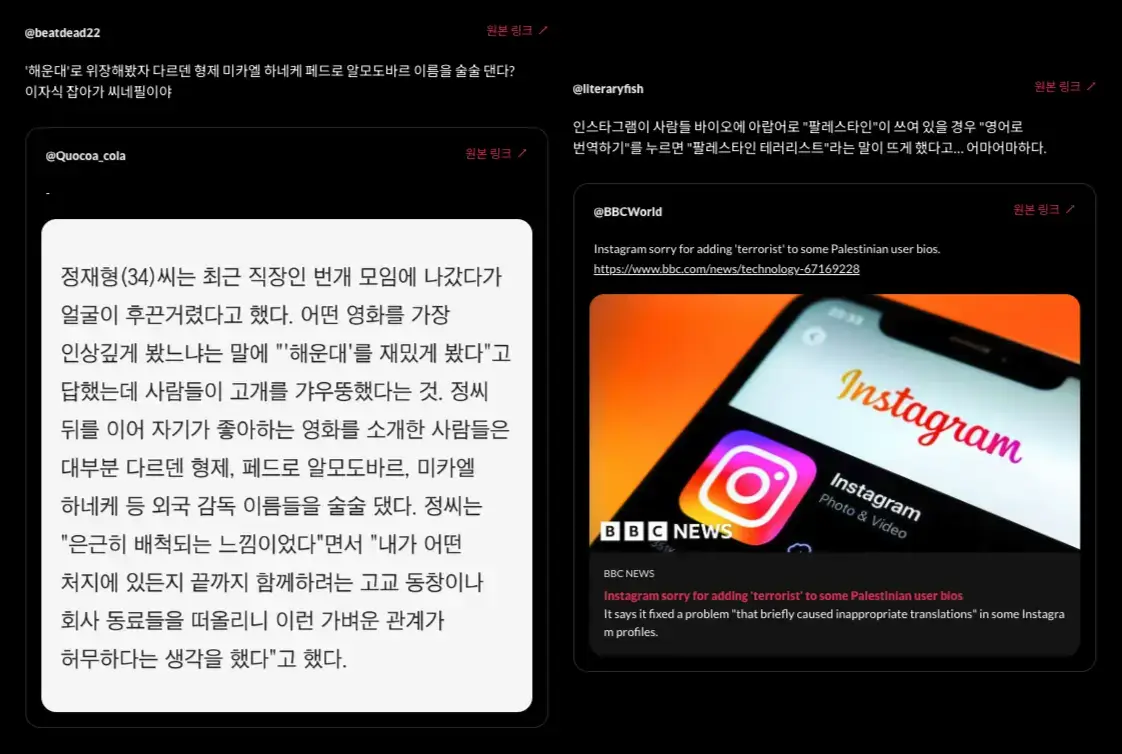 @beatdead22
원본 링크
'해운대'로 위장해봤자 다르덴 형제 미카엘 하네케 페드로 알모도바르 이름을 술술 댄다?
이자식 잡아가 씨네필이야
@Quocoa_cola
원본 링크
-
정재형(34)씨는 최근 직장인 번개 모임에 나갔다가
얼굴이 후끈거렸다고 했다. 어떤 영화를 가장
인상깊게 봤느냐는 말에 "'해운대'를 재밌게 봤다"고
답했는데 사람들이 고개를 갸우뚱했다는 것. 정씨
뒤를 이어 자기가 좋아하는 영화를 소개한 사람들은
대부분 다르덴 형제, 페드로 알모도바르, 미카엘
하네케 등 외국 감독 이름들을 술술 댔다. 정씨는
"은근히 배척되는 느낌이었다"면서 "내가 어떤
처지에 있든지 끝까지 함께하려는 고교 동창이나
회사 동료들을 떠올리니 이런 가벼운 관계가
허무하다는 생각을 했다"고 했다.
@literaryfish
원본 링크
인스타그램이 사람들 바이오에 아랍어로 "팔레스타인"이 쓰여 있을 경우 "영어로
번역하기"를 누르면 "팔레스타인 테러리스트"라는 말이 뜨게 했다고... 어마어마하다.
@BBCWorld
원본 링크
Instagram sorry for adding 'terrorist' to some Palestinian user bios.
https://www.bbc.com/news/technology-67169228
Instagram
Instagram
Photo & Video
BBC NEWS
BBC NEWS
Instagram sorry for adding 'terrorist' to some Palestinian user bios
It says it fixed a problem "that briefly caused inappropriate translations" in some Instagra
m profiles.